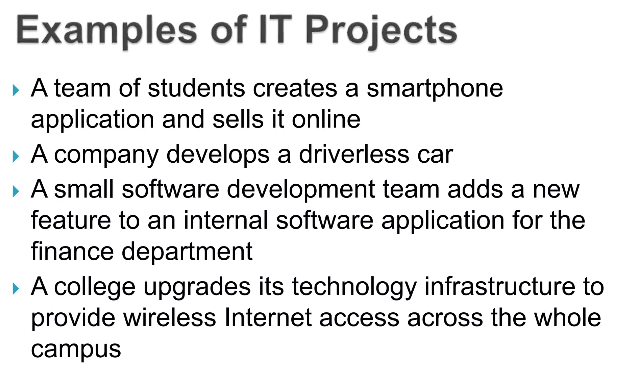 Examples of IT Projects
A team of students creates a smartphone
application and sells it online
A company develops a driverless car
A small software development team adds a new
feature to an internal software application for the
finance department
A college upgrades its technology infrastructure to
provide wireless Internet access across the whole
campus